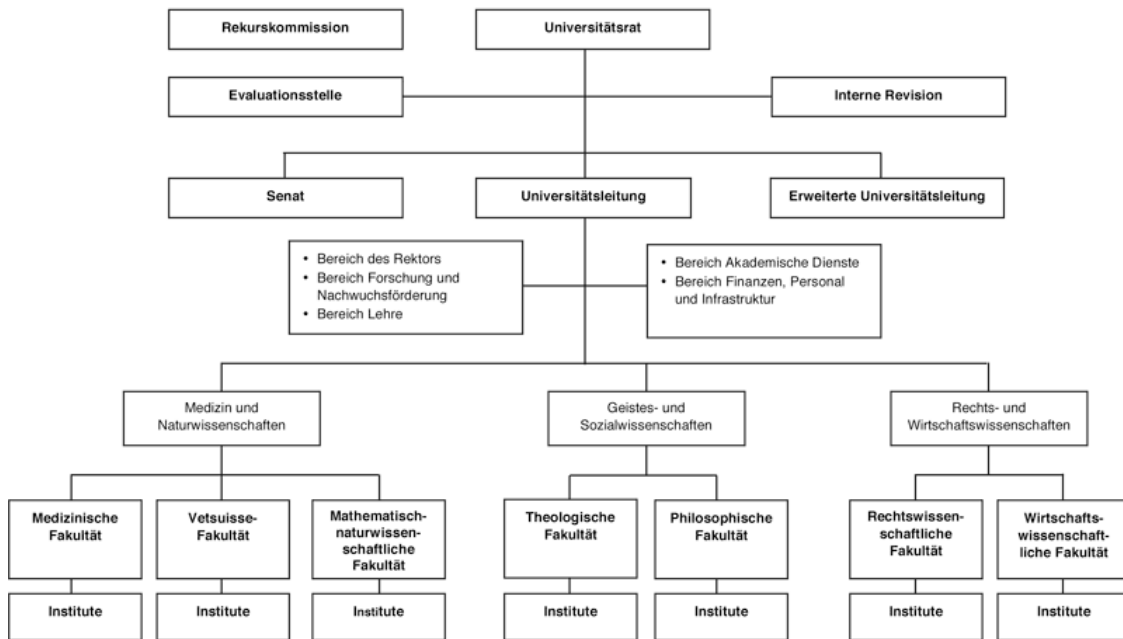 Rekurskommission
Universitätsrat
Evaluationsstelle
Interne Revision
Senat
Universitätsleitung
Erweiterte Universitätsleitung
• Bereich des Rektors
• Bereich Forschung und
Nachwuchsförderung
• Bereich Lehre
• Bereich Akademische Dienste
• Bereich Finanzen, Personal
und Infrastruktur
Medizin und
Naturwissenschaften
Geistes- und
Sozialwissenschaften
Rechts- und
Wirtschaftswissenschaften
Medizinische
Fakultät
Vetsuisse-
Fakultät
Mathematisch-
naturwissen-
schaftliche
Fakultät
Theologische
Fakultät
Philosophische
Fakultät
Rechtswissen-
schaftliche
Fakultät
Wirtschafts-
wissenschaft-
liche Fakultät
Institute
Institute
Institute
Institute
Institute
Institute
Institute